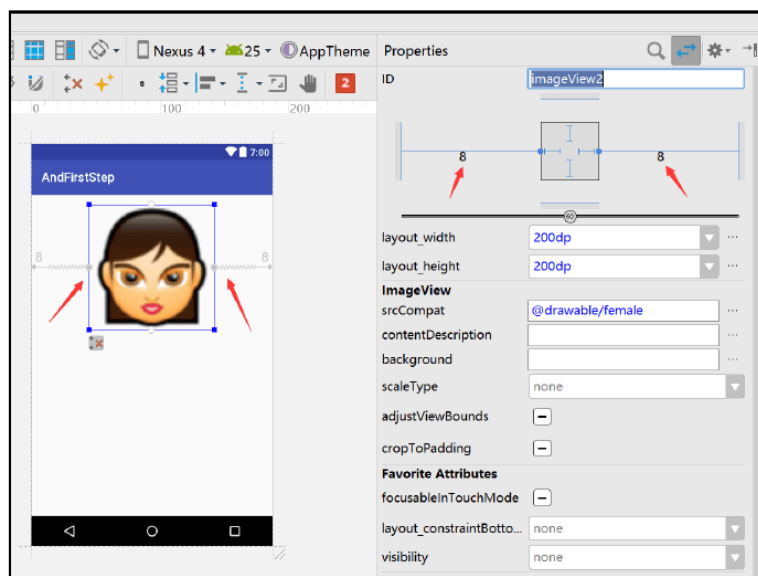 Nexus 4 25 AppTheme Properties
2
ID imageView2
0 100 200
7:00
8 8
AndFirstStep
50
layout_width 200dp
8 8
layout_height 200dp
ImageView
srcCompat @drawable/female
contentDescription
background
scaleType none
adjustViewBounds
cropToPadding
Favorite Attributes
focusableInTouchMode
layout_constraintBotto... none
visibility none